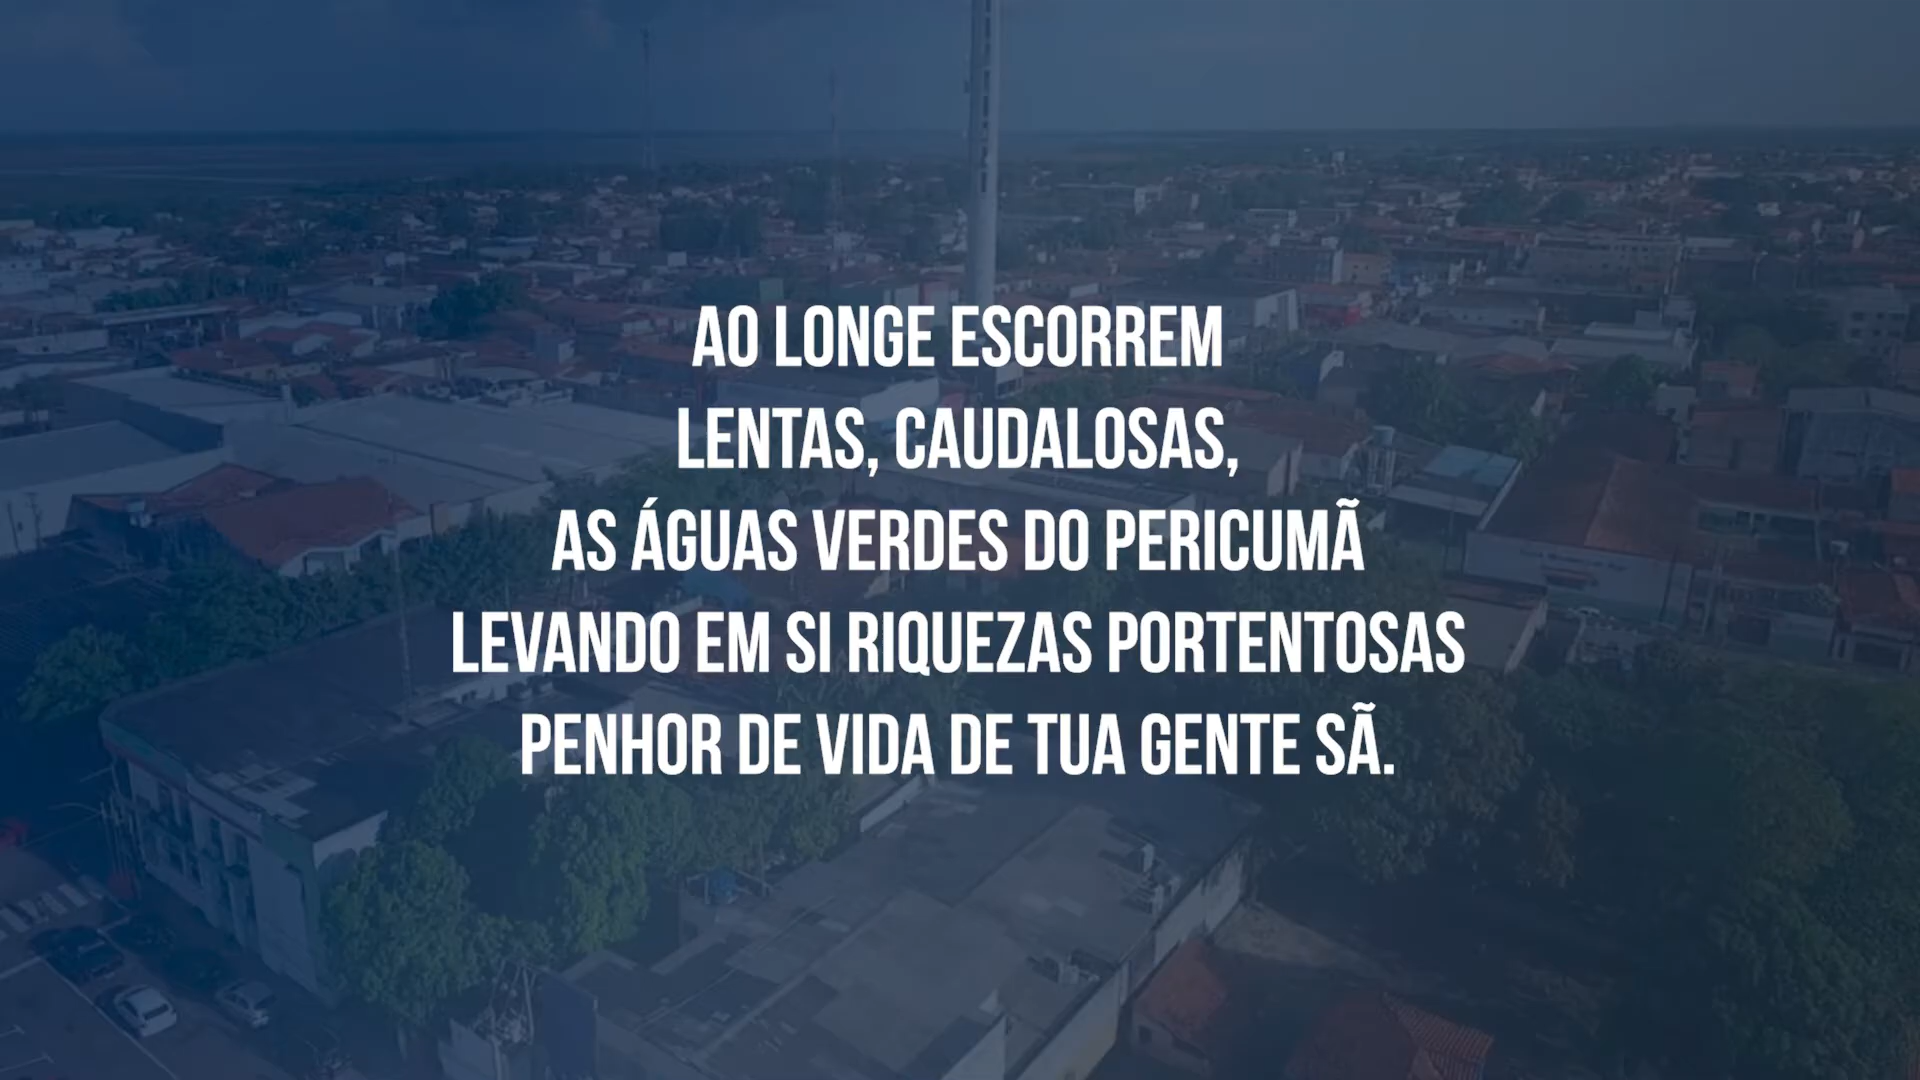 AO LONGE ESCORREM
LENTAS, CAUDALOSAS,
AS ÁGUAS VERDES DO PERICUMÃ
LEVANDO EM SI RIQUEZAS PORTENTOSAS
PENHOR DE VIDA DE TUA GENTE SÃ.